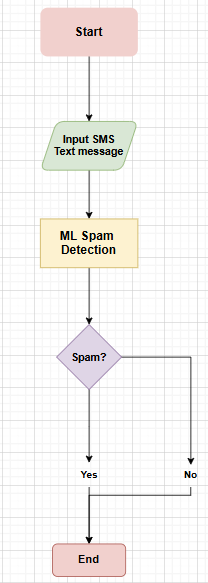 Start
Input SMS
Text message
ML Spam
Detection
Spam?
Yes
No
End